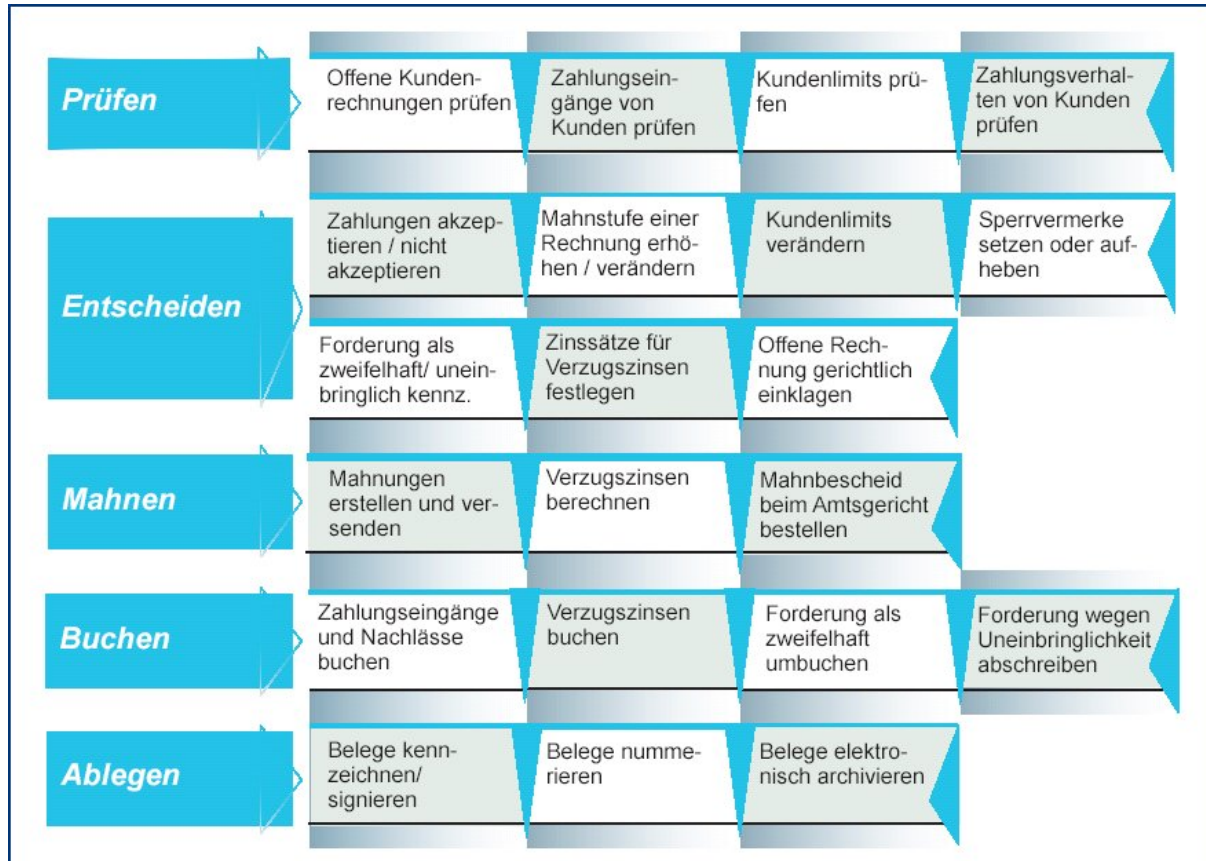 Prüfen
Offene Kunden-
rechnungen prüfen
Zahlungsein-
gänge von
Kunden prüfen
Kundenlimits prü-
fen
Zahlungsverhal-
ten von Kunden
prüfen
Entscheiden
Zahlungen akzep-
tieren / nicht
akzeptieren
Mahnstufe einer
Rechnung erhö-
hen / verändern
Kundenlimits
verändern
Sperrvermerke
setzen oder auf-
heben
Forderung als
zweifelhaft/ unein-
bringlich kennz.
Zinssätze für
Verzugszinsen
festlegen
Offene Rech-
nung gerichtlich
einklagen
Mahnen
Mahnungen
erstellen und ver-
senden
Verzugszinsen
berechnen
Mahnbescheid
beim Amtsgericht
bestellen
Buchen
Zahlungseingänge
und Nachlässe
buchen
Verzugszinsen
buchen
Forderung als
zweifelhaft
umbuchen
Forderung wegen
Uneinbringlichkeit
abschreiben
Ablegen
Belege kenn-
zeichnen/
signieren
Belege numme-
rieren
Belege elektro-
nisch archivieren